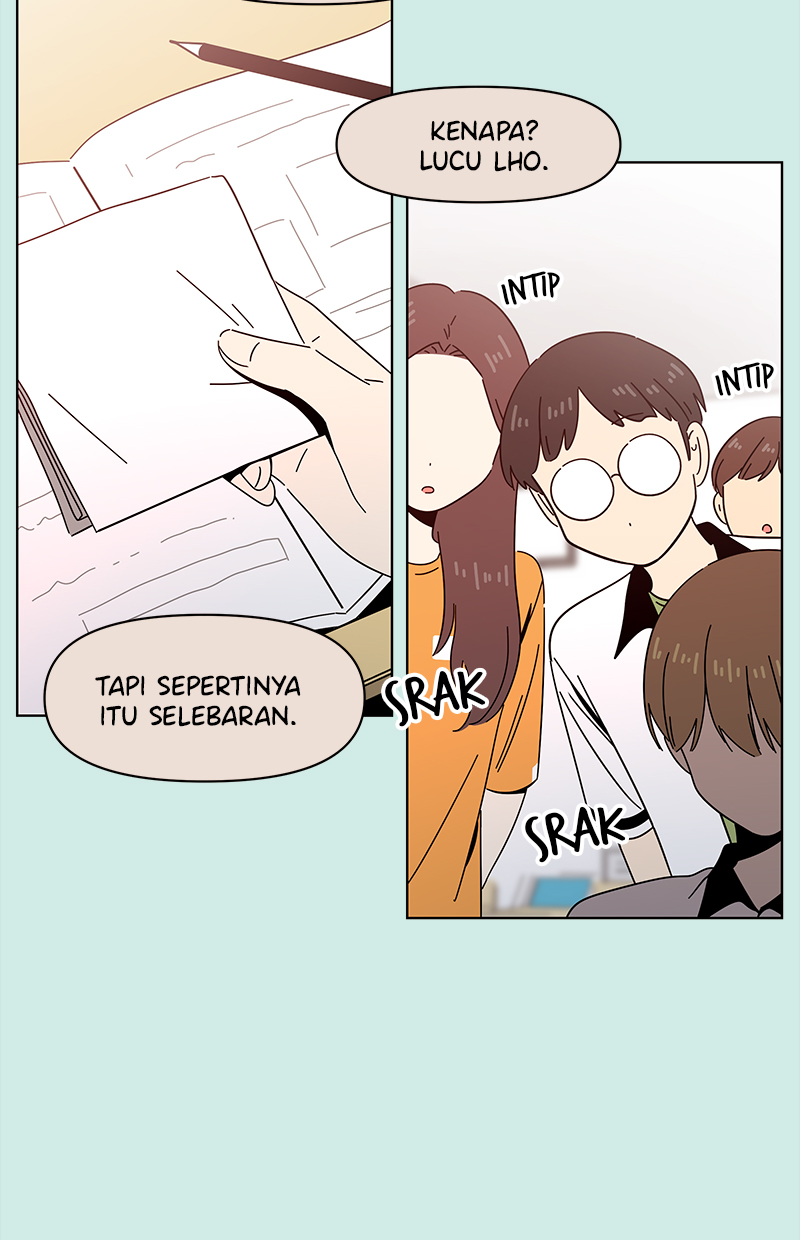 KENAPA?
LUCU LHO.
INTIP
INTIP
TAPI SEPERTINYA
ITU SELEBARAN.
SRAK
SRAK